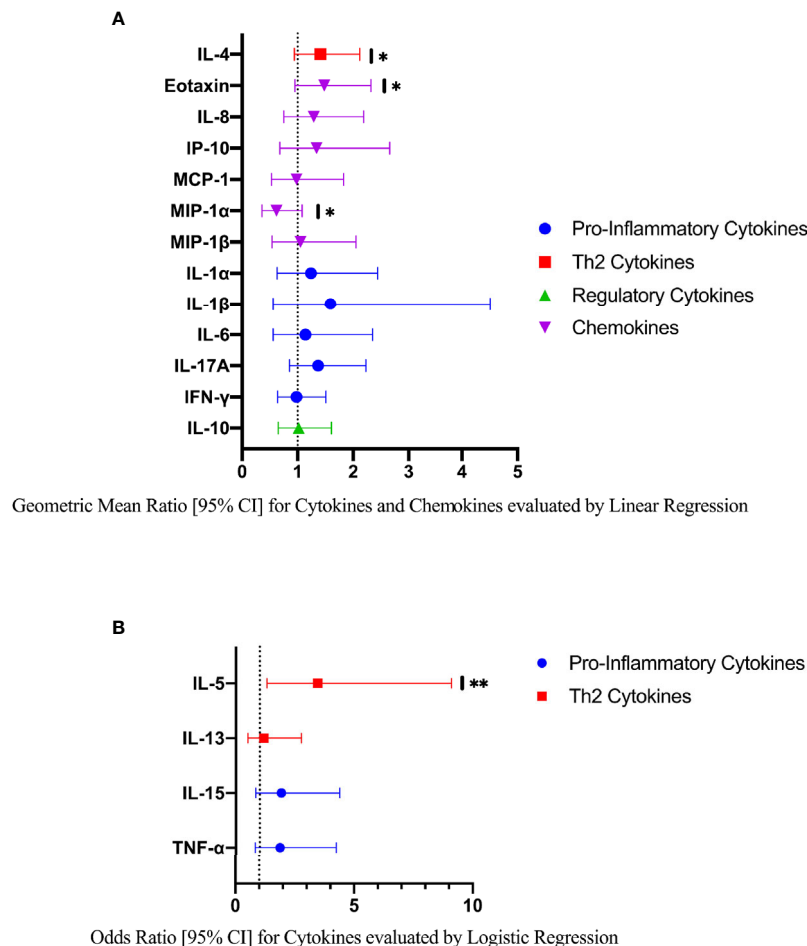 A
IL-4
*
Eotaxin
*
IL-8
IP-10
MCP-1
MIP-1α
*
MIP-1β
IL-1α
IL-1β
IL-6
IL-17A
IFN-γ
IL-10
0 1 2 3 4 5
Geometric Mean Ratio [95% CI] for Cytokines and Chemokines evaluated by Linear Regression
Pro-Inflammatory Cytokines
Th2 Cytokines
Regulatory Cytokines
Chemokines
B
IL-5
**
IL-13
IL-15
TNF-α
0 5 10
Odds Ratio [95% CI] for Cytokines evaluated by Logistic Regression
Pro-Inflammatory Cytokines
Th2 Cytokines